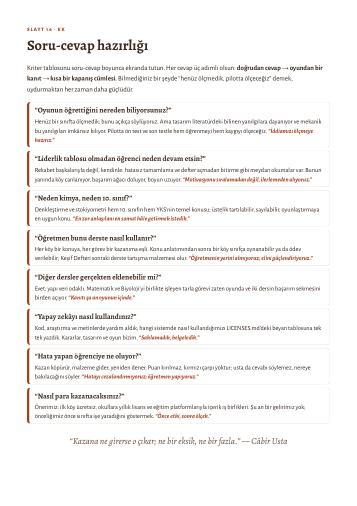 SLAYT 14 · EK
Soru-cevap hazırlığı
Kriter tablosunu soru-cevap boyunca ekranda tutun. Her cevap üç adımlı olsun: doğrudan cevap → oyundan bir
kanıt → kısa bir kapanış cümlesi. Bilmediğiniz bir şeyde "henüz ölçmedik, pilotta ölçeceğiz" demek,
uydurmaktan her zaman daha güçlüdür.
"Oyunun öğrettiğini nereden biliyorsunuz?"
Henüz bir sınıfta ölçmedik; bunu açıkça söylüyoruz. Ama tasarım literatürdeki bilinen yanılgılara dayanıyor ve mekanik
bu yanılgıları imkânsız kılıyor. Pilotta ön test ve son testle hem öğrenmeyi hem kaygıyı ölçeceğiz. "İddiamızı ölçmeye
hazırız."
"Liderlik tablosu olmadan öğrenci neden devam etsin?"
Rekabet başkalarıyla değil, kendinle: hatasız tamamlama ve defter açmadan bitirme gibi meydan okumalar var. Bunun
yanında köy canlanıyor, başarım ağacı doluyor, boyun uzuyor. "Motivasyonu sıralamadan değil, ilerlemeden alıyoruz."
"Neden kimya, neden 10. sınıf?"
Denkleştirme ve stokiyometri hem 10. sınıfın hem YKS'nin temel konusu; üstelik tartılabilir, sayılabilir, oyunlaştırmaya
en uygun konu. "En zor anlaşılanı en somut hâle getirmek istedik."
"Öğretmen bunu derste nasıl kullanır?"
Her köy bir konuya, her görev bir kazanıma eşli. Konu anlatımından sonra bir köy sınıfça oynanabilir ya da ödev
verilebilir; Keşif Defteri sonraki derste tartışma malzemesi olur. "Öğretmenin yerini almıyoruz; elini güçlendiriyoruz."
"Diğer dersler gerçekten eklenebilir mi?"
Evet; yapı veri odaklı. Matematik ve Biyoloji'yi birlikte işleyen tarla görevi zaten oyunda ve iki dersin başarım sekmesini
birden açıyor. "Kanıtı şu an oyunun içinde."
"Yapay zekâyı nasıl kullandınız?"
Kod, araştırma ve metinlerde yardım aldık; hangi sistemde nasıl kullandığımızı LICENSES.md'deki beyan tablosuna tek
tek yazdık. Kararlar, tasarım ve oyun bizim. "Saklamadık, belgeledik."
"Hata yapan öğrenciye ne oluyor?"
Kazan köpürür, malzeme gider, yeniden dener. Puan kırılmaz, kırmızı çarpı yoktur; usta da cevabı söylemez, nereye
bakılacağını söyler. "Hatayı cezalandırmıyoruz; öğretmen yapıyoruz."
"Nasıl para kazanacaksınız?"
Önerimiz: ilk köy ücretsiz, okullara yıllık lisans ve eğitim platformlarıyla içerik iş birlikleri. Şu an bir gelirimiz yok;
önceliğimiz önce sınıfta işe yaradığını göstermek. "Önce etki, sonra ölçek."
"Kazana ne girerse o çıkar; ne bir eksik, ne bir fazla." — Câbir Usta